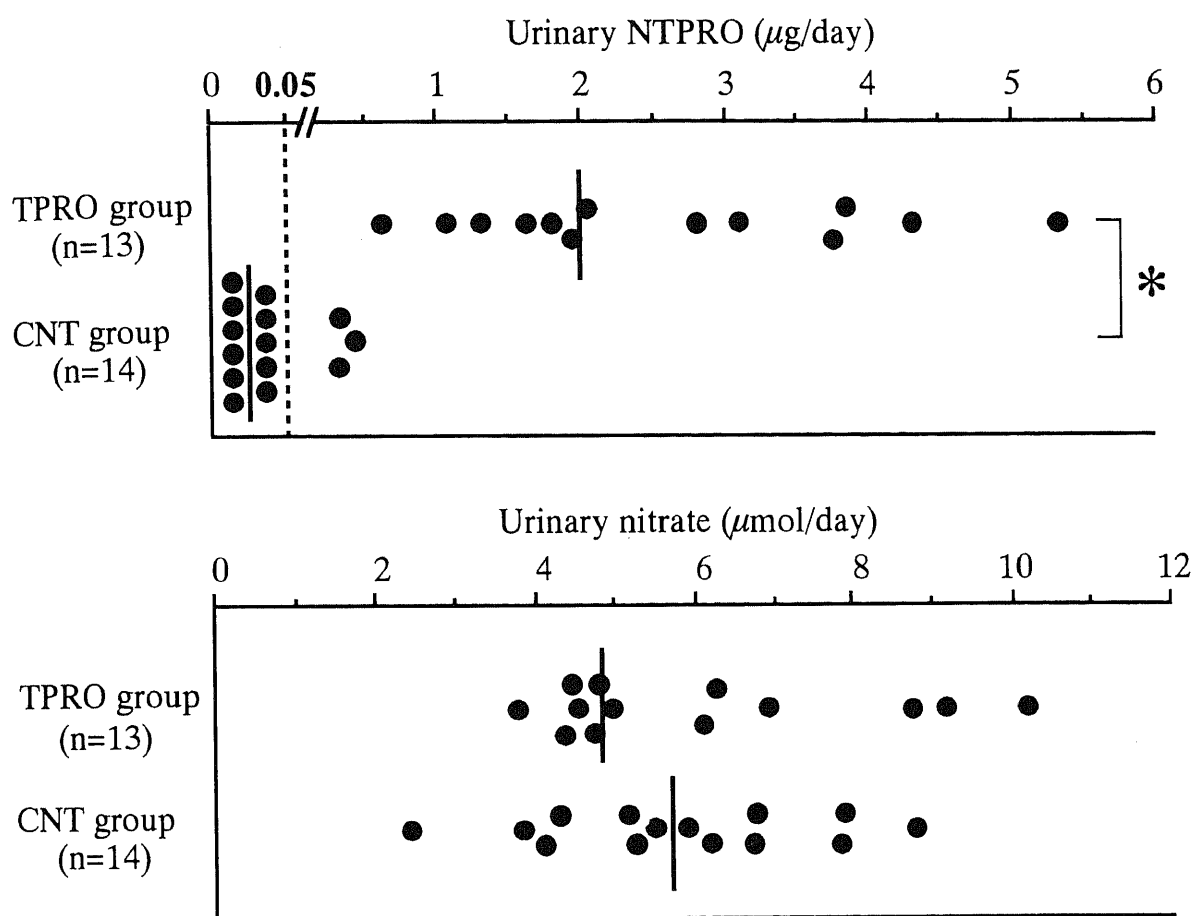 Urinary NTPRO (μg/day)
0 0.05 1 2 3 4 5 6
TPRO group
(n=13)
*
CNT group
(n=14)
Urinary nitrate (μmol/day)
0 2 4 6 8 10 12
TPRO group
(n=13)
CNT group
(n=14)